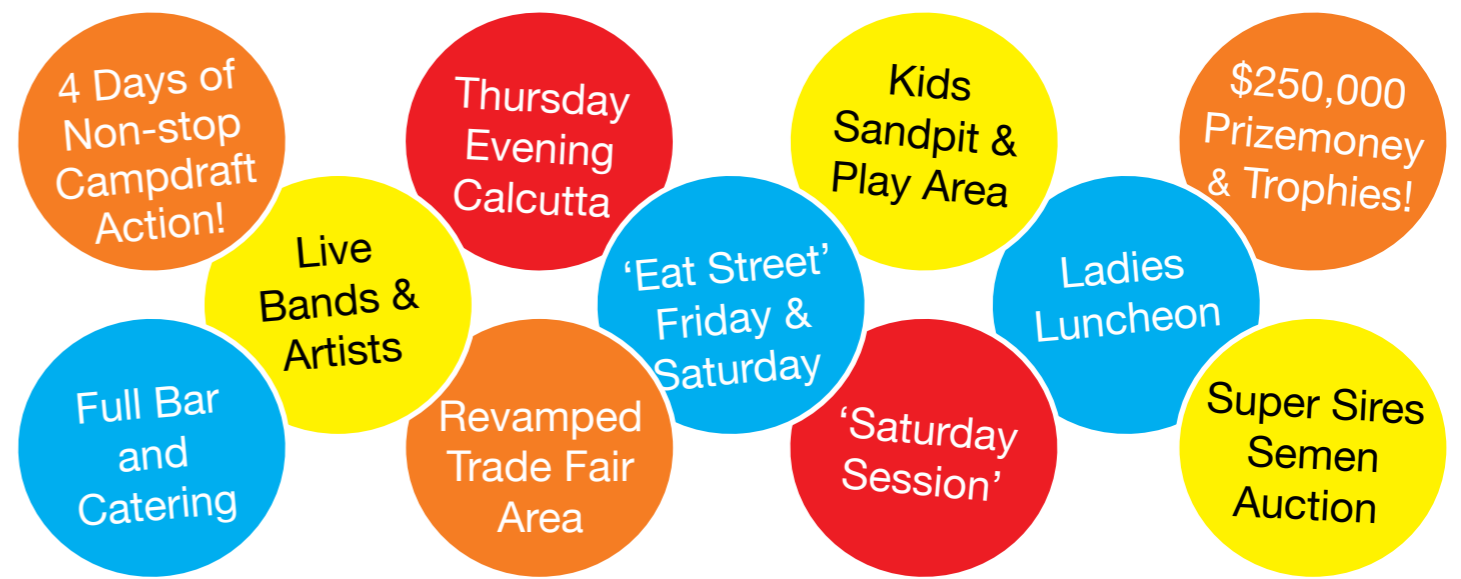 4 Days of
Non-stop
Campdraft
Action!
Thursday
Evening
Calcutta
Kids
Sandpit &
Play Area
$250,000
Prizemoney
& Trophies!
Live
Bands &
Artists
‘Eat Street’
Friday &
Saturday
Ladies
Luncheon
Full Bar
and
Catering
Revamped
Trade Fair
Area
‘Saturday
Session’
Super Sires
Semen
Auction